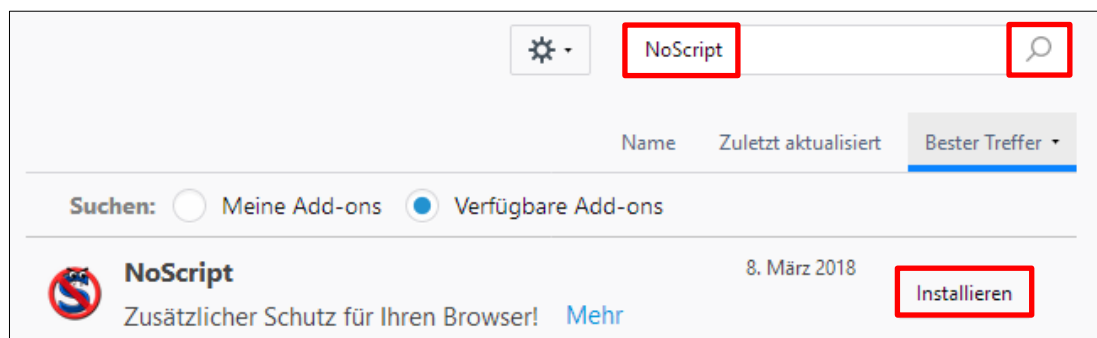 NoScript
Name Zuletzt aktualisiert Bester Treffer
Suchen: Meine Add-ons Verfügbare Add-ons
NoScript 8. März 2018
Installieren
Zusätzlicher Schutz für Ihren Browser! Mehr